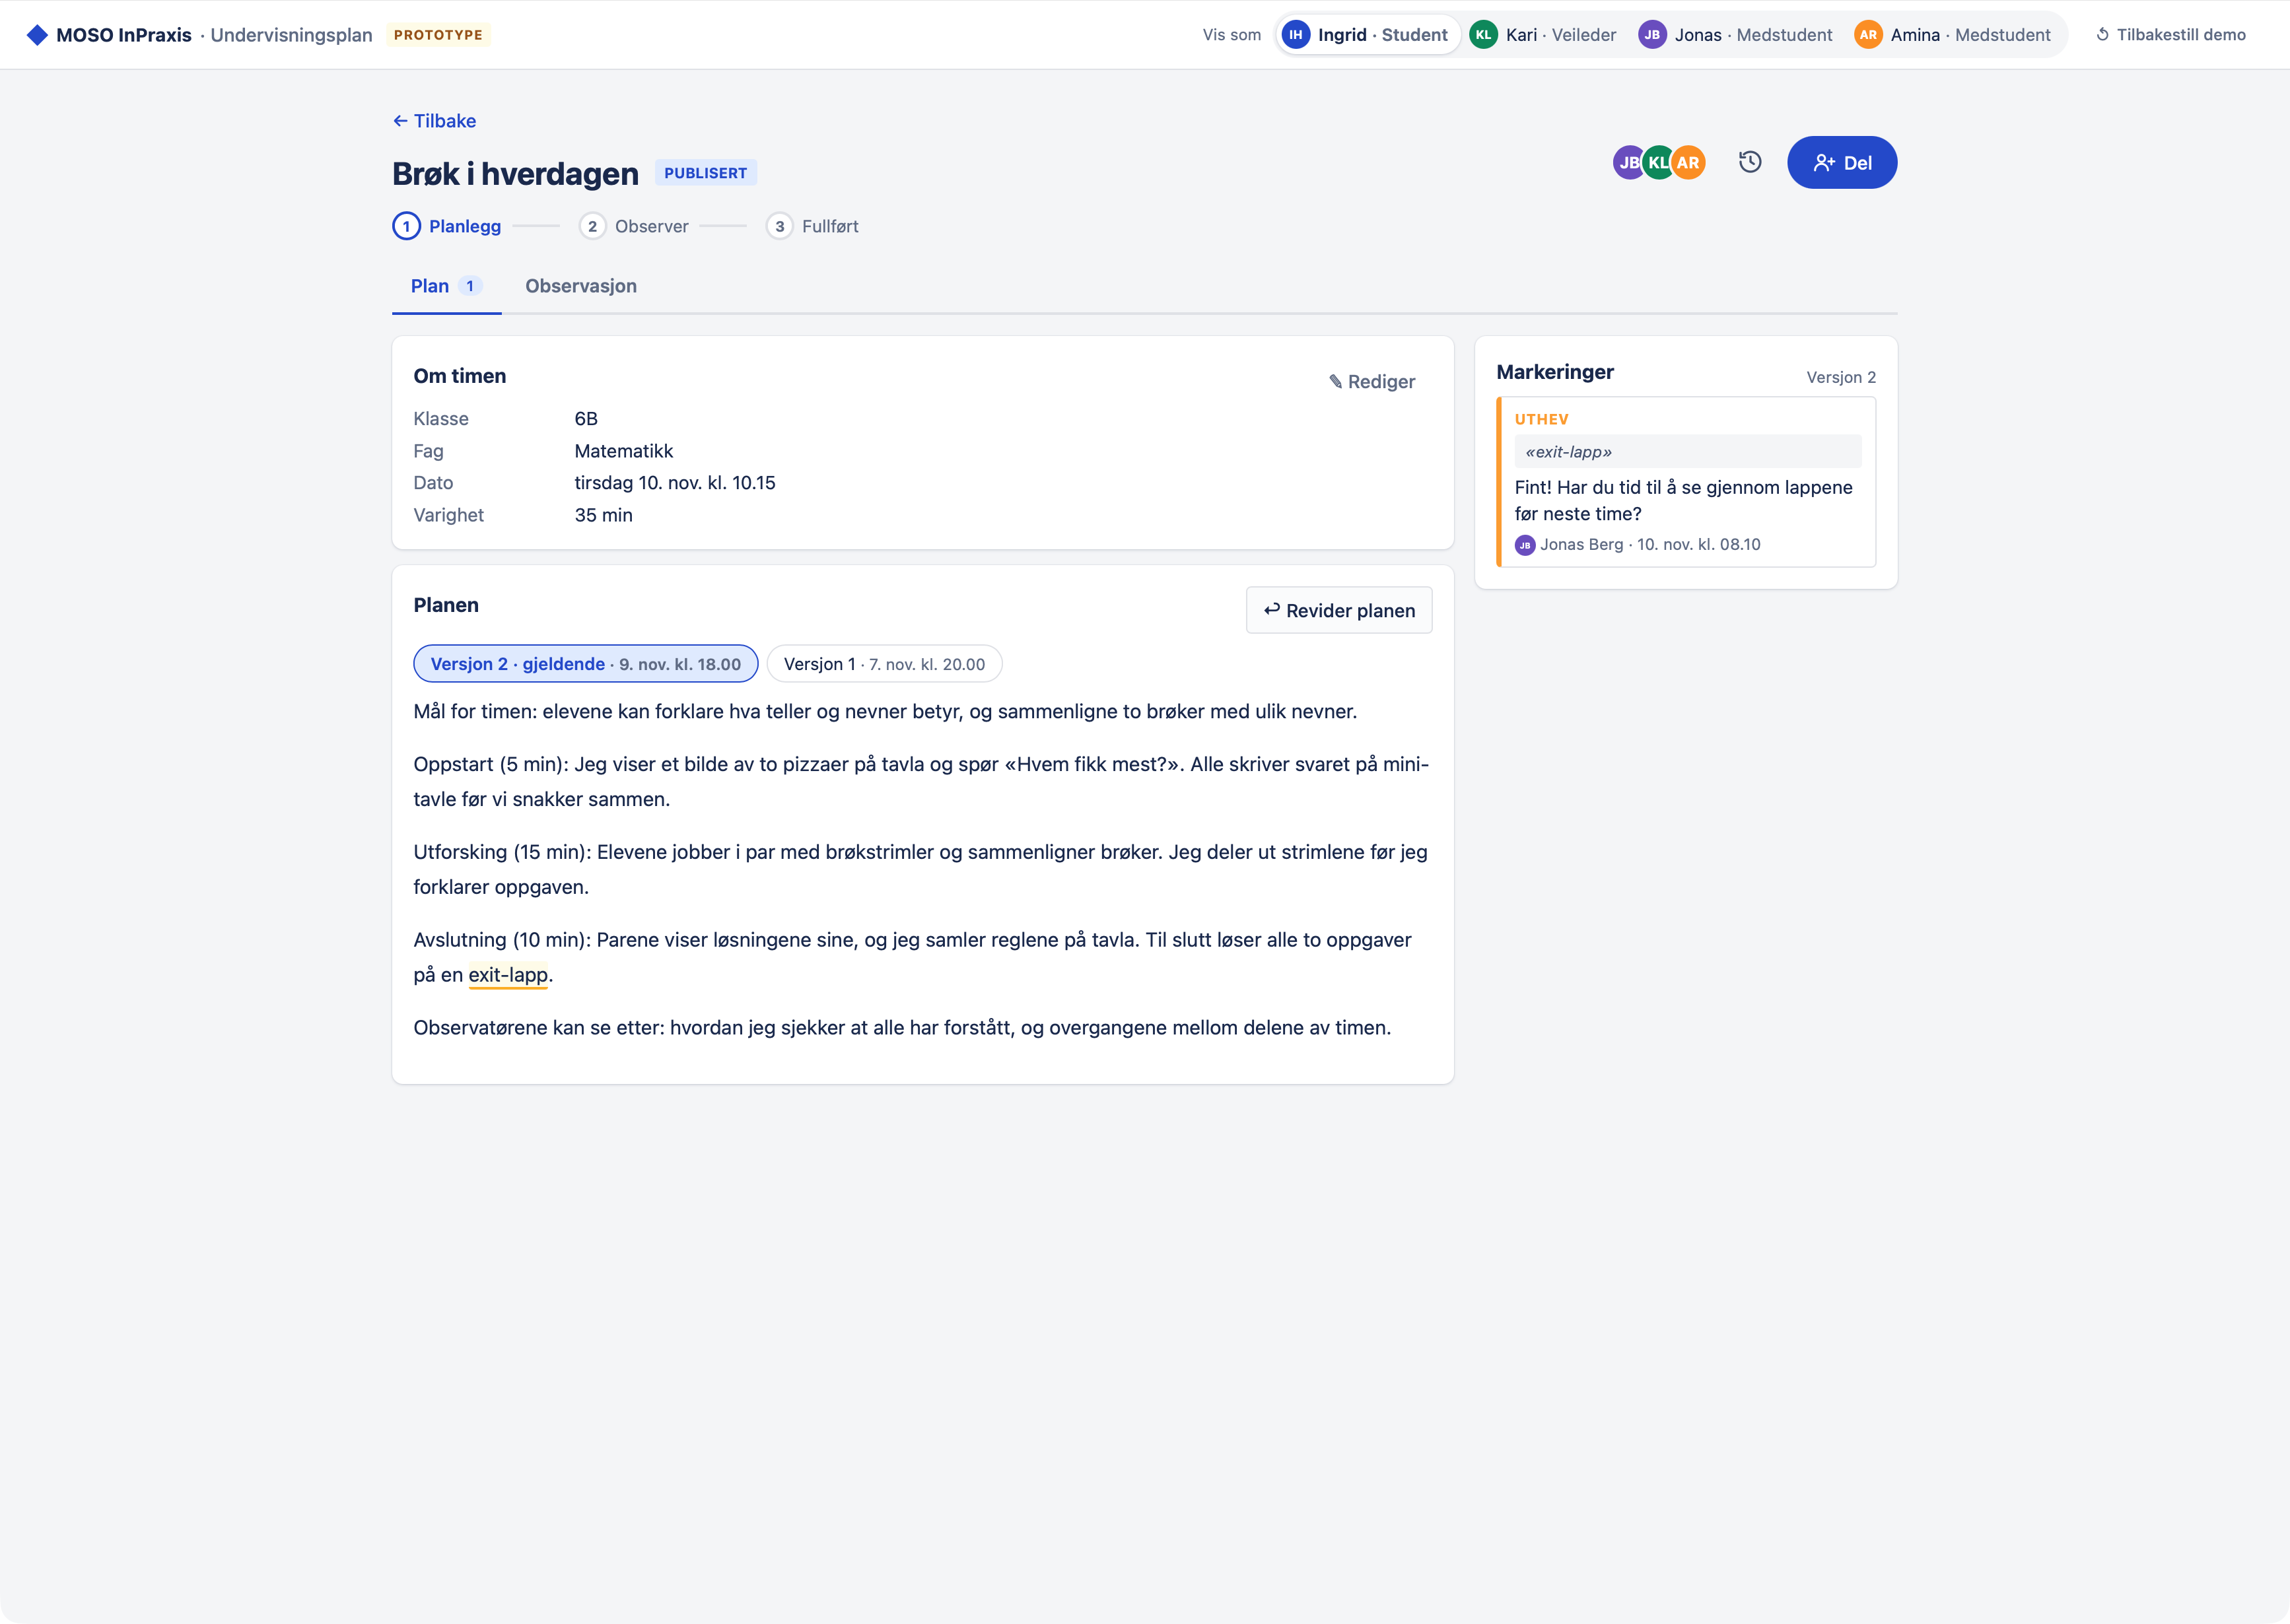 MOSO InPraxis · Undervisningsplan PROTOTYPE
Vis som IH Ingrid · Student KL Kari · Veileder JB Jonas · Medstudent AR Amina · Medstudent Tilbakestill demo
← Tilbake
Brøk i hverdagen PUBLISERT
JB KL AR Del
1 Planlegg 2 Observer 3 Fullført
Plan 1 Observasjon
Om timen
Rediger
Klasse 6B
Fag Matematikk
Dato tirsdag 10. nov. kl. 10.15
Varighet 35 min
Planen
Revider planen
Versjon 2 · gjeldende · 9. nov. kl. 18.00 Versjon 1 · 7. nov. kl. 20.00
Mål for timen: elevene kan forklare hva teller og nevner betyr, og sammenligne to brøker med ulik nevner.
Oppstart (5 min): Jeg viser et bilde av to pizzaer på tavla og spør «Hvem fikk mest?». Alle skriver svaret på mini-
tavle før vi snakker sammen.
Utforsking (15 min): Elevene jobber i par med brøkstrimler og sammenligner brøker. Jeg deler ut strimlene før jeg
forklarer oppgaven.
Avslutning (10 min): Parene viser løsningene sine, og jeg samler reglene på tavla. Til slutt løser alle to oppgaver
på en exit-lapp.
Observatørene kan se etter: hvordan jeg sjekker at alle har forstått, og overgangene mellom delene av timen.
Markeringer Versjon 2
UTHEV
«exit-lapp»
Fint! Har du tid til å se gjennom lappene
før neste time?
JB Jonas Berg · 10. nov. kl. 08.10